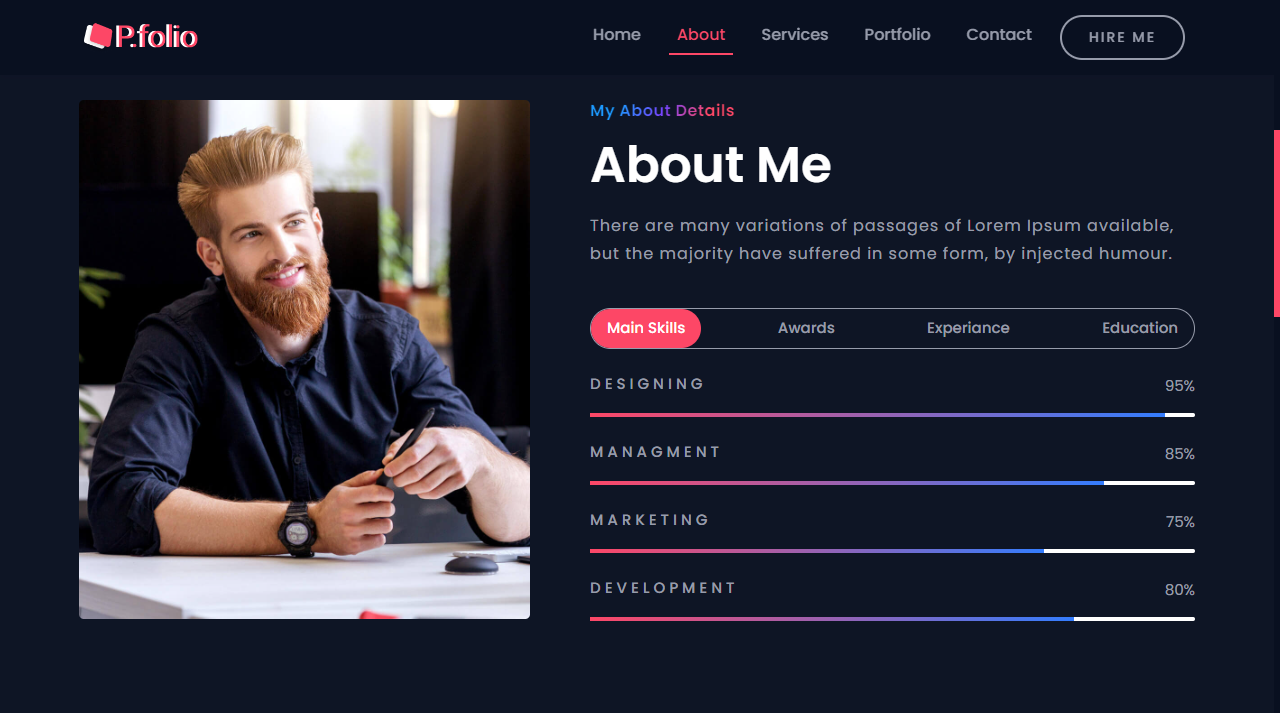 P.folio
Home About Services Portfolio Contact HIRE ME
My About Details
About Me
There are many variations of passages of Lorem Ipsum available,
but the majority have suffered in some form, by injected humour.
Main Skills Awards Experiance Education
DESIGNING 95%
MANAGMENT 85%
MARKETING 75%
DEVELOPMENT 80%